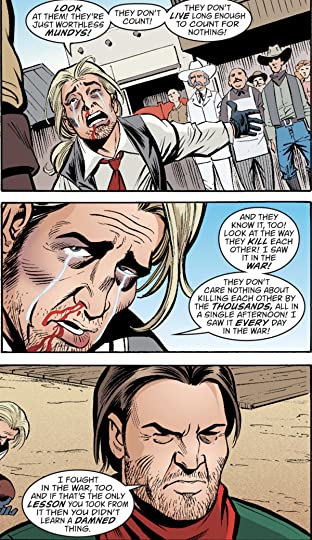 LOOK
AT THEM! THEY'RE
JUST WORTHLESS
MUNDYS!
THEY DON'T
COUNT!
THEY DON'T
LIVE LONG ENOUGH
TO COUNT FOR
NOTHING!
AND THEY
KNOW IT, TOO!
LOOK AT THE WAY
THEY KILL EACH
OTHER! I SAW
IT IN THE
WAR!
THEY DON'T
CARE NOTHING ABOUT
KILLING EACH OTHER BY
THE THOUSANDS, ALL IN
A SINGLE AFTERNOON! I
SAW IT EVERY DAY
IN THE WAR!
I FOUGHT
IN THE WAR,
TOO, AND IF
THAT'S THE ONLY
LESSON YOU TOOK
FROM IT THEN YOU DIDN'T
LEARN A DAMNED
THING.